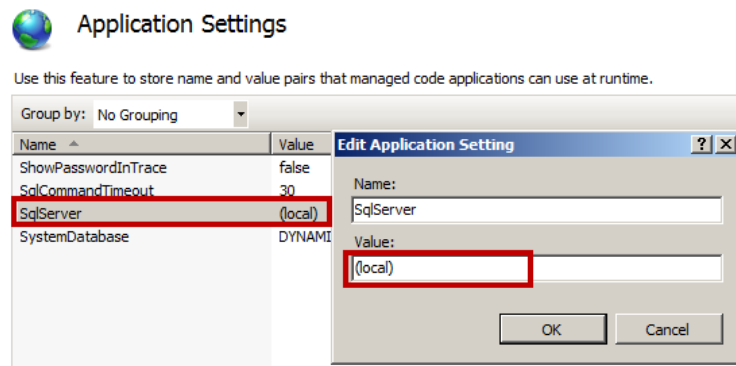 Application Settings
Use this feature to store name and value pairs that managed code applications can use at runtime.
Group by: No Grouping
Name Value
ShowPasswordInTrace false
SqlCommandTimeout 30
SqlServer (local)
SystemDatabase DYNAMI
Edit Application Setting
Name:
SqlServer
Value:
(local)
OK Cancel